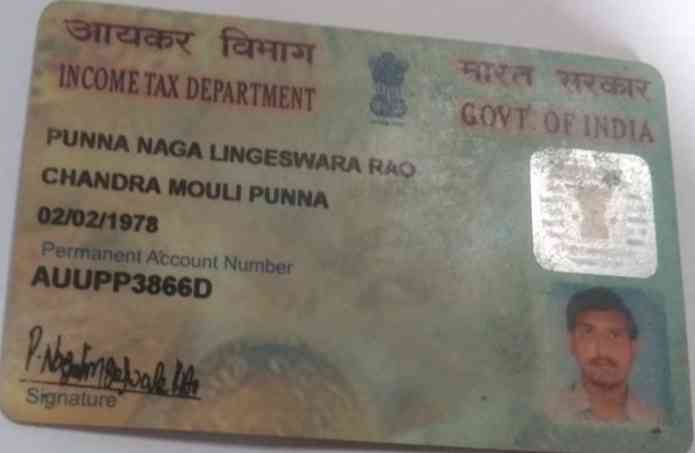 आयकर विभाग
INCOME TAX DEPARTMENT
भारत सरकार
GOVT. OF INDIA
PUNNA NAGA LINGESWARA RAO
CHANDRA MOULI PUNNA
02/02/1978
Permanent Account Number
AUUPP3866D
Signature